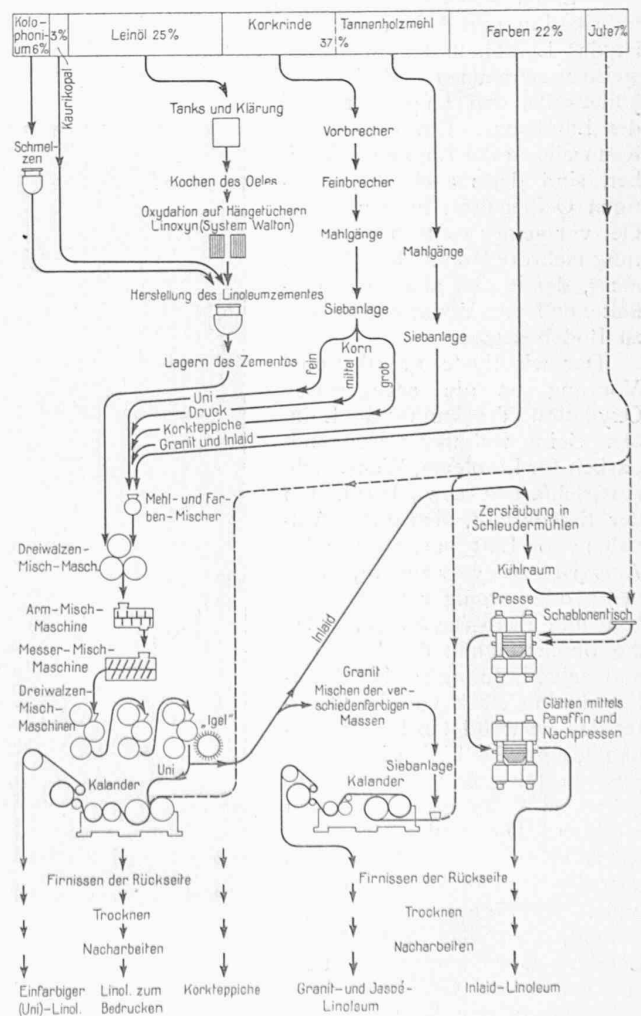 Kolo-
phoni-
um 6%
3%
Leinöl 25%
Korkrinde
37 %
Tannenholzmehl
Farben 22%
Jute 7%
Kaurikopal
Schmel-
zen
Tanks und Klärung
Kochen des Oeles
Oxydation auf Hängetüchern
Linoxyn (System Walton)
Herstellung des Linoleumzementes
Lagern des Zementes
Vorbrecher
Feinbrecher
Mahlgänge
Siebanlage
Korn
fein
mittel
grob
Mahlgänge
Siebanlage
Uni
Druck
Korkteppiche
Granit und Inlaid
Mehl- und Far-
ben-Mischer
Dreiwalzen-
Misch-Masch.
Arm-Misch-
Maschine
Messer-Misch-
Maschine
Dreiwalzen-
Misch-
Maschinen
„Igel"
Uni
Kalander
Inlaid
Zerstäubung in
Schleudermühlen
Kühlraum
Schablonentisch
Presse
Granit
Mischen der ver-
schiedenfarbigen
Massen
Siebanlage
Kalander
Glätten mittels
Paraffin und
Nachpressen
Firnissen der Rückseite
Trocknen
Nacharbeiten
Firnissen der Rückseite
Trocknen
Nacharbeiten
Einfarbiger
(Uni)-Linol.
Linol. zum
Bedrucken
Korkteppiche
Granit- und Jaspé-
Linoleum
Inlaid-Linoleum